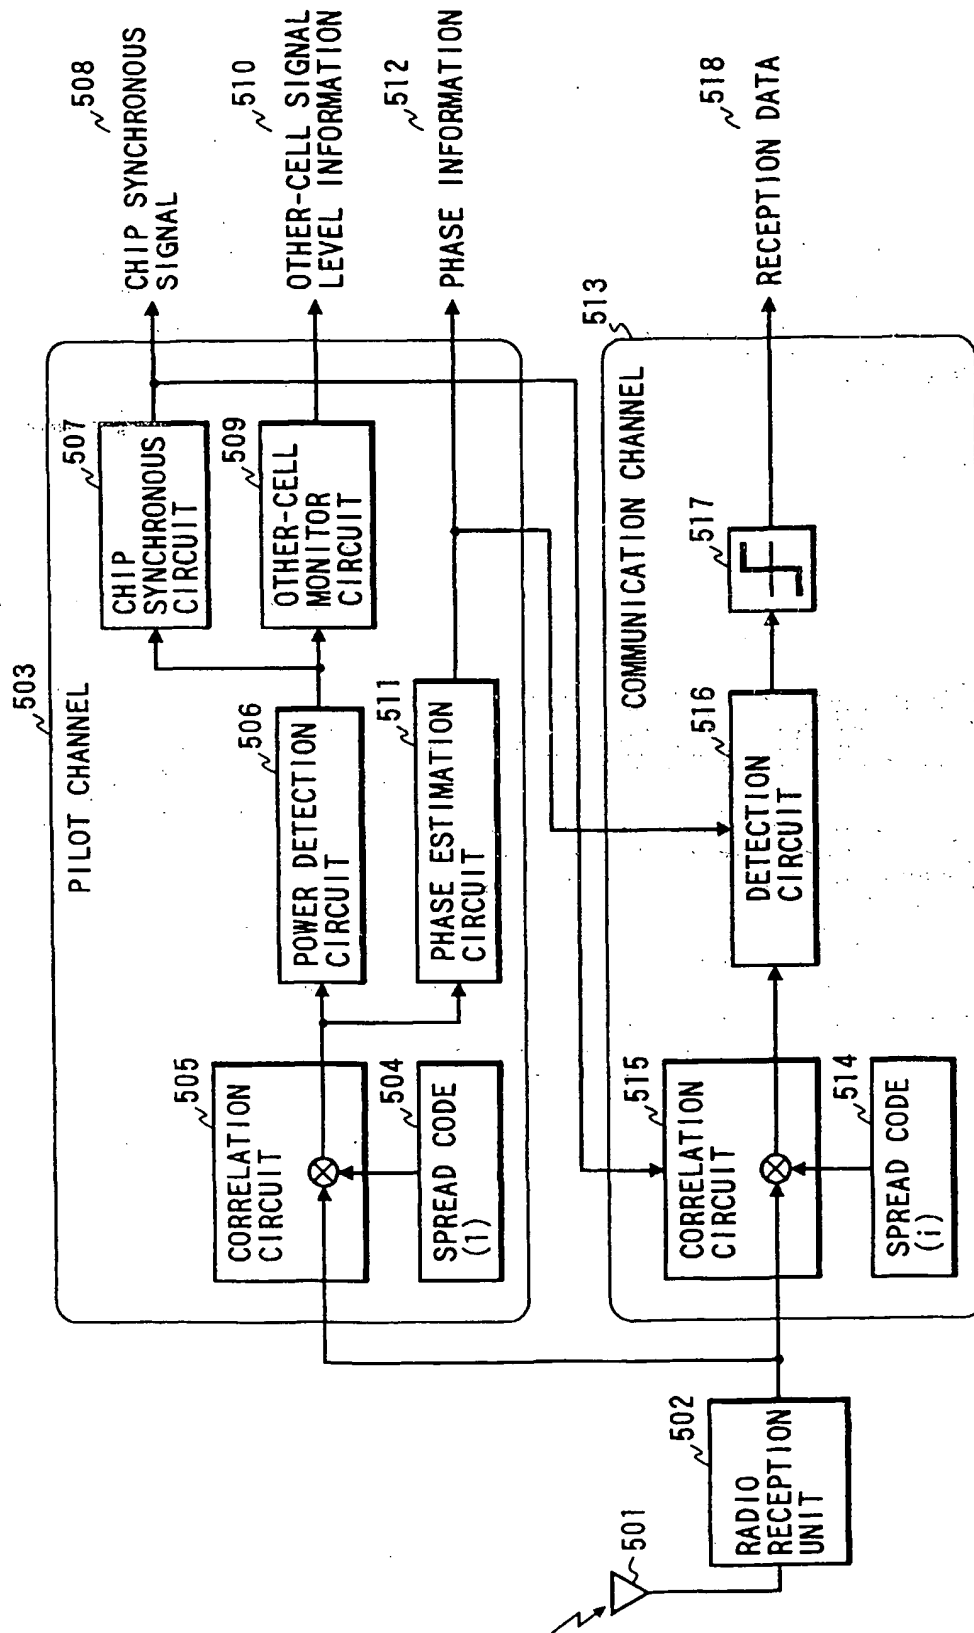 503
PILOT CHANNEL
505
CORRELATION
CIRCUIT
504
SPREAD CODE
(1)
506
POWER DETECTION
CIRCUIT
511
PHASE ESTIMATION
CIRCUIT
507
CHIP
SYNCHRONOUS
CIRCUIT
509
OTHER-CELL
MONITOR
CIRCUIT
508
CHIP SYNCHRONOUS
SIGNAL
510
OTHER-CELL SIGNAL
LEVEL INFORMATION
512
PHASE INFORMATION
501
502
RADIO
RECEPTION
UNIT
513
COMMUNICATION CHANNEL
515
CORRELATION
CIRCUIT
514
SPREAD CODE
(i)
516
DETECTION
CIRCUIT
517
518
RECEPTION DATA